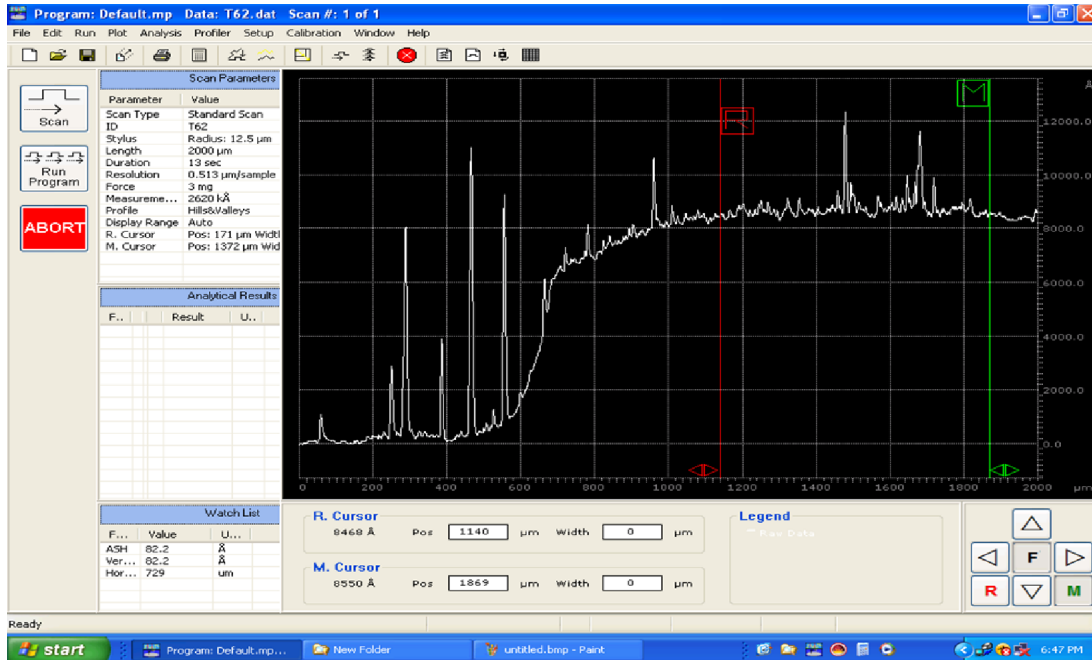 Program: Default.mp Data: T62.dat Scan #: 1 of 1
File Edit Run Plot Analysis Profiler Setup Calibration Window Help
Scan
Run Program
ABORT
Scan Parameters
Parameter Value
Scan Type Standard Scan
ID T62
Stylus Radius: 12.5 µm
Length 2000 µm
Duration 13 sec
Resolution 0.513 µm/sample
Force 3 mg
Measureme... 2620 kÅ
Profile Hills&Valleys
Display Range Auto
R. Cursor Pos: 171 µm Widtl
M. Cursor Pos: 1372 µm Wid
Analytical Results
F.. Result U..
Watch List
F... Value U...
ASH 82.2 Å
Ver... 82.2 Å
Hor... 729 um
R
M
Å
12000.0
10000.0
8000.0
6000.0
4000.0
2000.0
0.0
0 200 400 600 800 1000 1200 1400 1600 1800 2000 µm
R. Cursor
8468 Å Pos 1140 µm Width 0 µm
M. Cursor
8550 Å Pos 1869 µm Width 0 µm
Legend
Raw Data
F
R
M
Ready
start
Program: Default.mp...
New Folder
untitled.bmp - Paint
6:47 PM